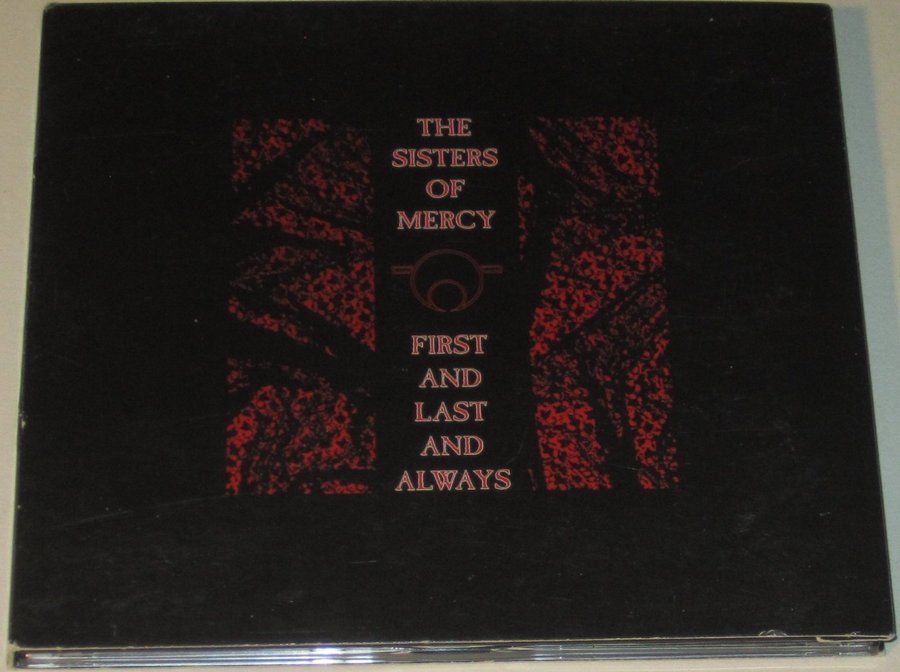 THE
SISTERS
OF
MERCY
FIRST
AND
LAST
AND
ALWAYS